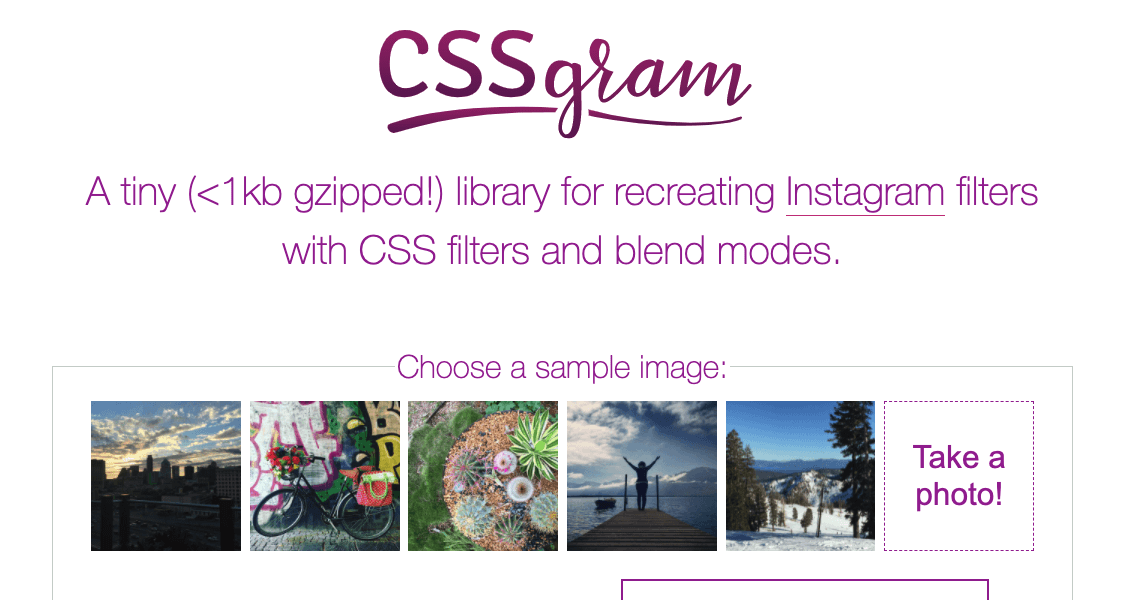 CSSgram
A tiny (<1kb gzipped!) library for recreating Instagram filters
with CSS filters and blend modes.
Choose a sample image:
Take a
photo!